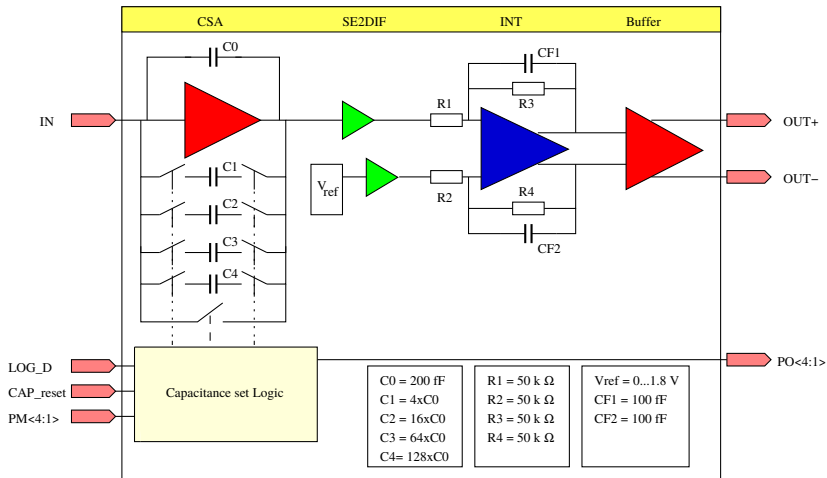 CSA SE2DIF INT Buffer
C0
CF1
R1
R3
IN
OUT+
C1
Vref
OUT−
R2
R4
C2
C3
CF2
C4
LOG_D
PO<4:1>
CAP_reset
Capacitance set Logic
PM<4:1>
C0 = 200 fF
C1 = 4xC0
C2 = 16xC0
C3 = 64xC0
C4= 128xC0
R1 = 50 k Ω
R2 = 50 k Ω
R3 = 50 k Ω
R4 = 50 k Ω
Vref = 0...1.8 V
CF1 = 100 fF
CF2 = 100 fF